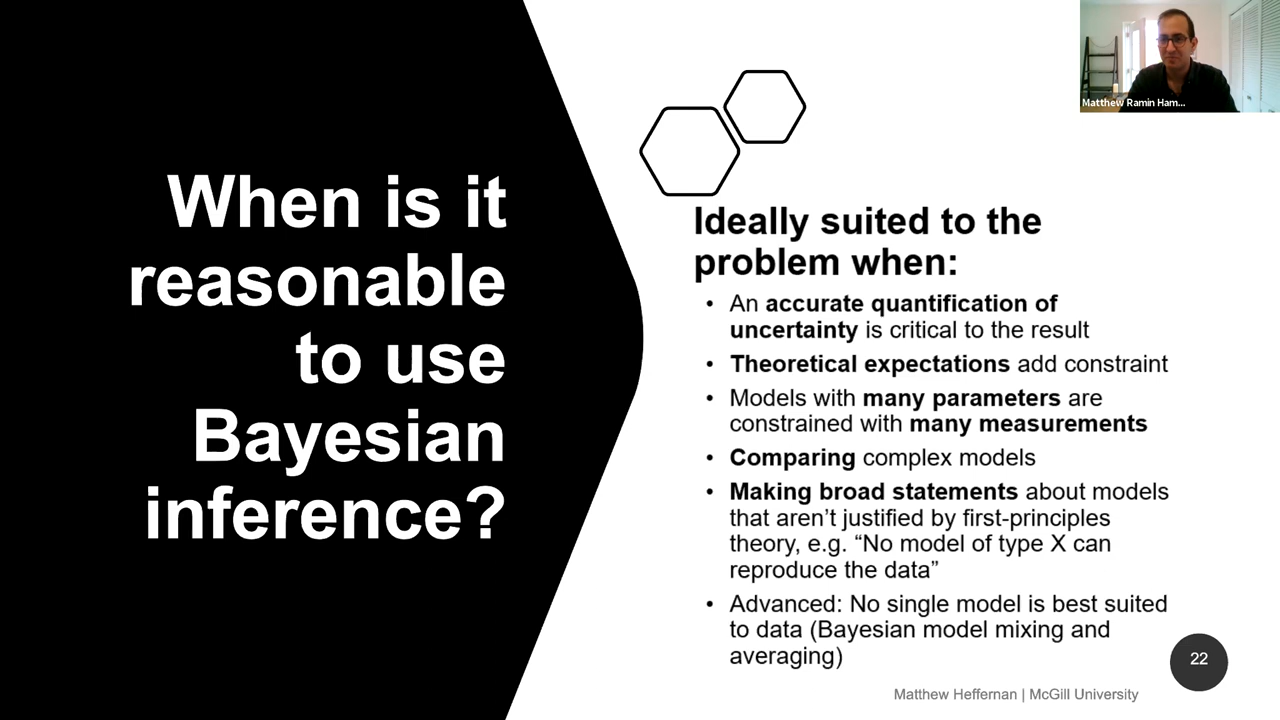 When is it
reasonable
to use
Bayesian
inference?
Matthew Ramin Ham...
Ideally suited to the
problem when:
• An accurate quantification of
uncertainty is critical to the result
• Theoretical expectations add constraint
• Models with many parameters are
constrained with many measurements
• Comparing complex models
• Making broad statements about models
that aren’t justified by first-principles
theory, e.g. “No model of type X can
reproduce the data”
• Advanced: No single model is best suited
to data (Bayesian model mixing and
averaging)
22
Matthew Heffernan | McGill University